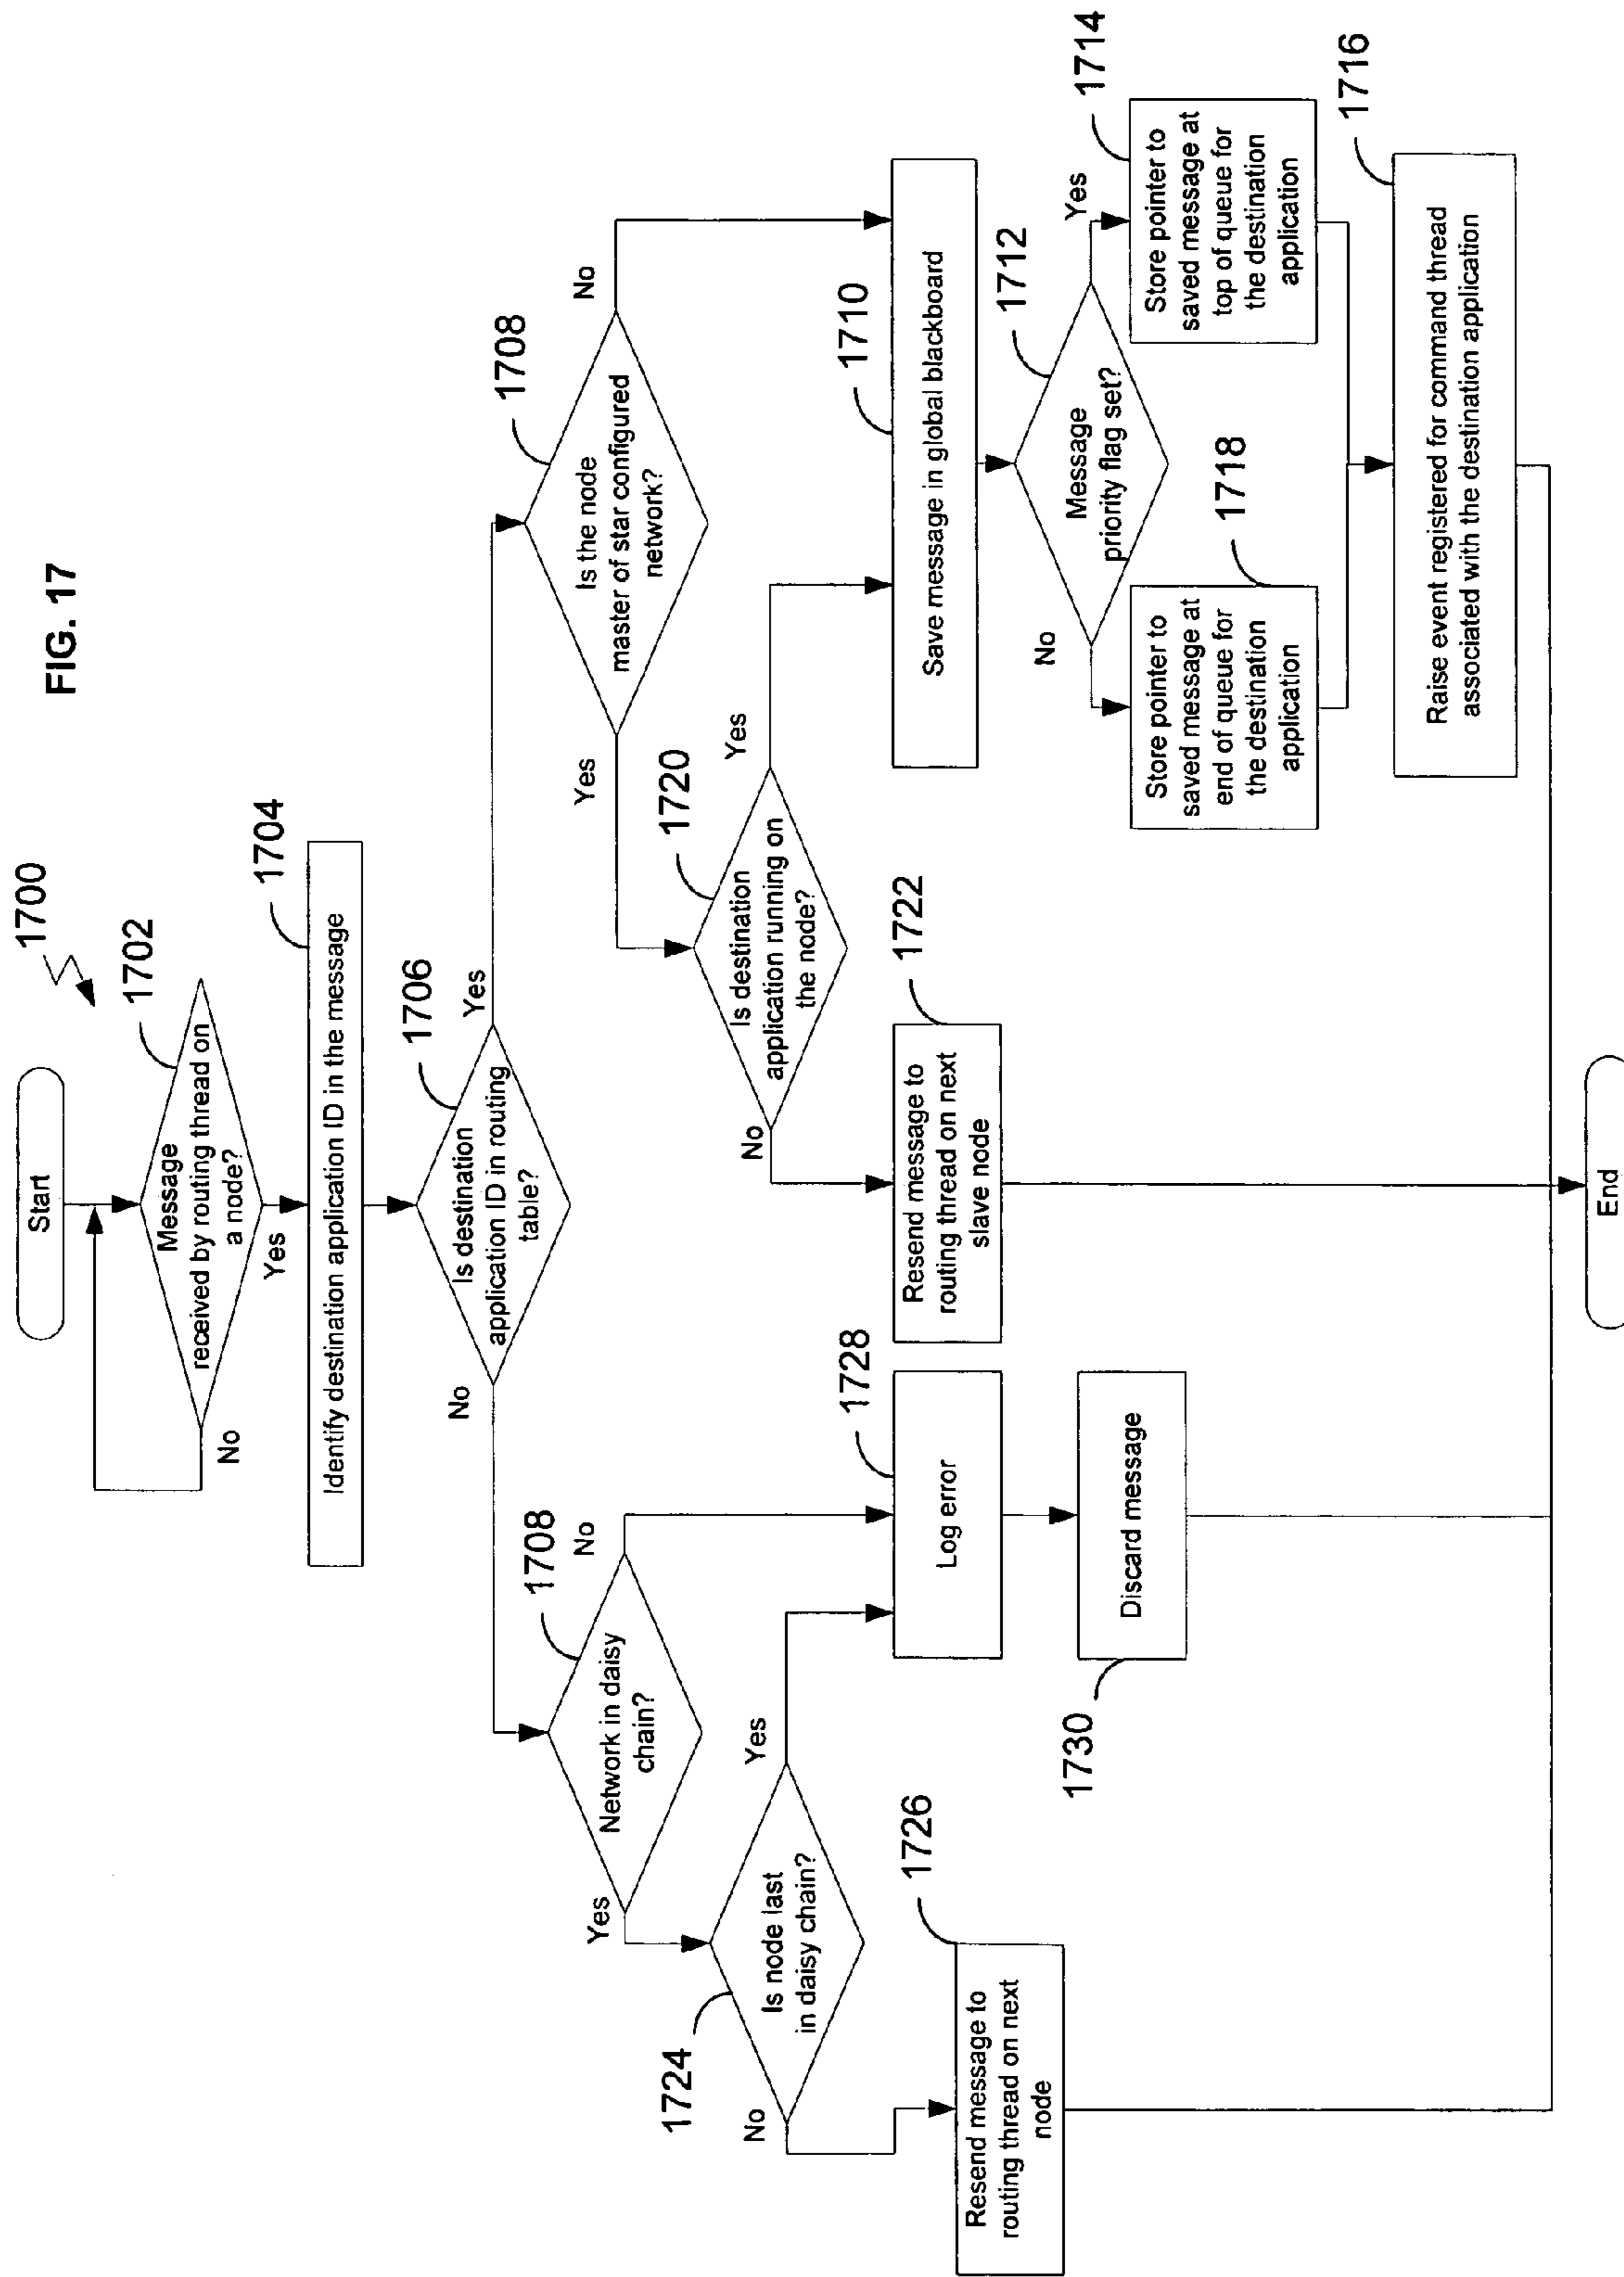 FIG. 17
1700
Start
1702
Message
received by routing thread on
a node?
No
Yes
1704
Identify destination application ID in the message
1706
Is destination
application ID in routing
table?
No
Yes
1708
Network in daisy
chain?
Yes
No
1708
Is the node
master of star configured
network?
Yes
No
1724
Is node last
in daisy chain?
No
Yes
1720
Is destination
application running on
the node?
No
Yes
1726
Resend message to
routing thread on next
node
1728
Log error
1730
Discard message
1722
Resend message to
routing thread on next
slave node
1710
Save message in global blackboard
1712
Message
priority flag set?
No
Yes
1718
Store pointer to
saved message at
end of queue for
the destination
application
1714
Store pointer to
saved message at
top of queue for
the destination
application
1716
Raise event registered for command thread
associated with the destination application
End